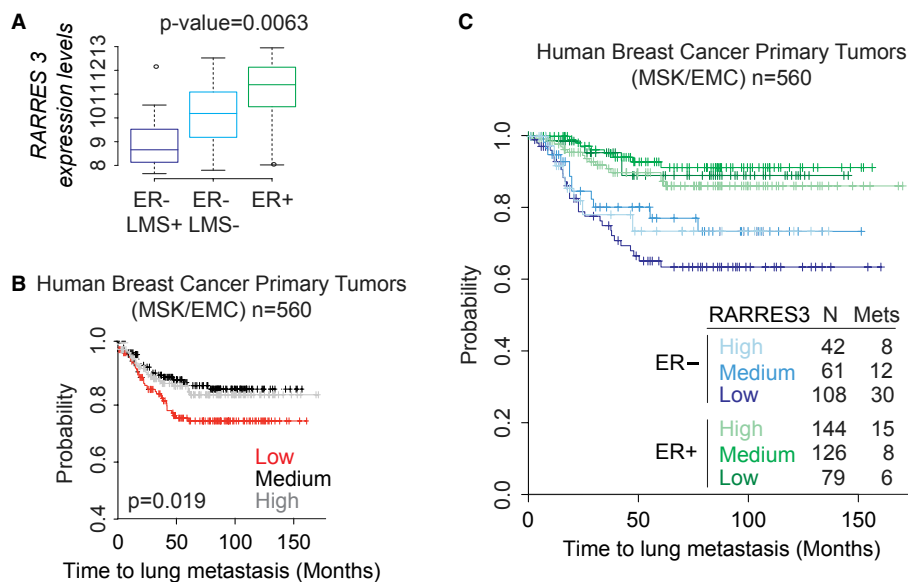 A
p-value=0.0063
RARRES 3
expression levels
8 9 10 11 12 13
ER-
LMS+
ER-
LMS-
ER+
B Human Breast Cancer Primary Tumors
(MSK/EMC) n=560
Probability
1.0
0.8
0.6
0.4
Low
Medium
High
p=0.019
0 50 100 150
Time to lung metastasis (Months)
C
Human Breast Cancer Primary Tumors
(MSK/EMC) n=560
Probability
1.0
0.8
0.6
0.4
0.2
0.0
RARRES3 N Mets
ER–
High 42 8
Medium 61 12
Low 108 30
ER+
High 144 15
Medium 126 8
Low 79 6
0 50 100 150
Time to lung metastasis (Months)